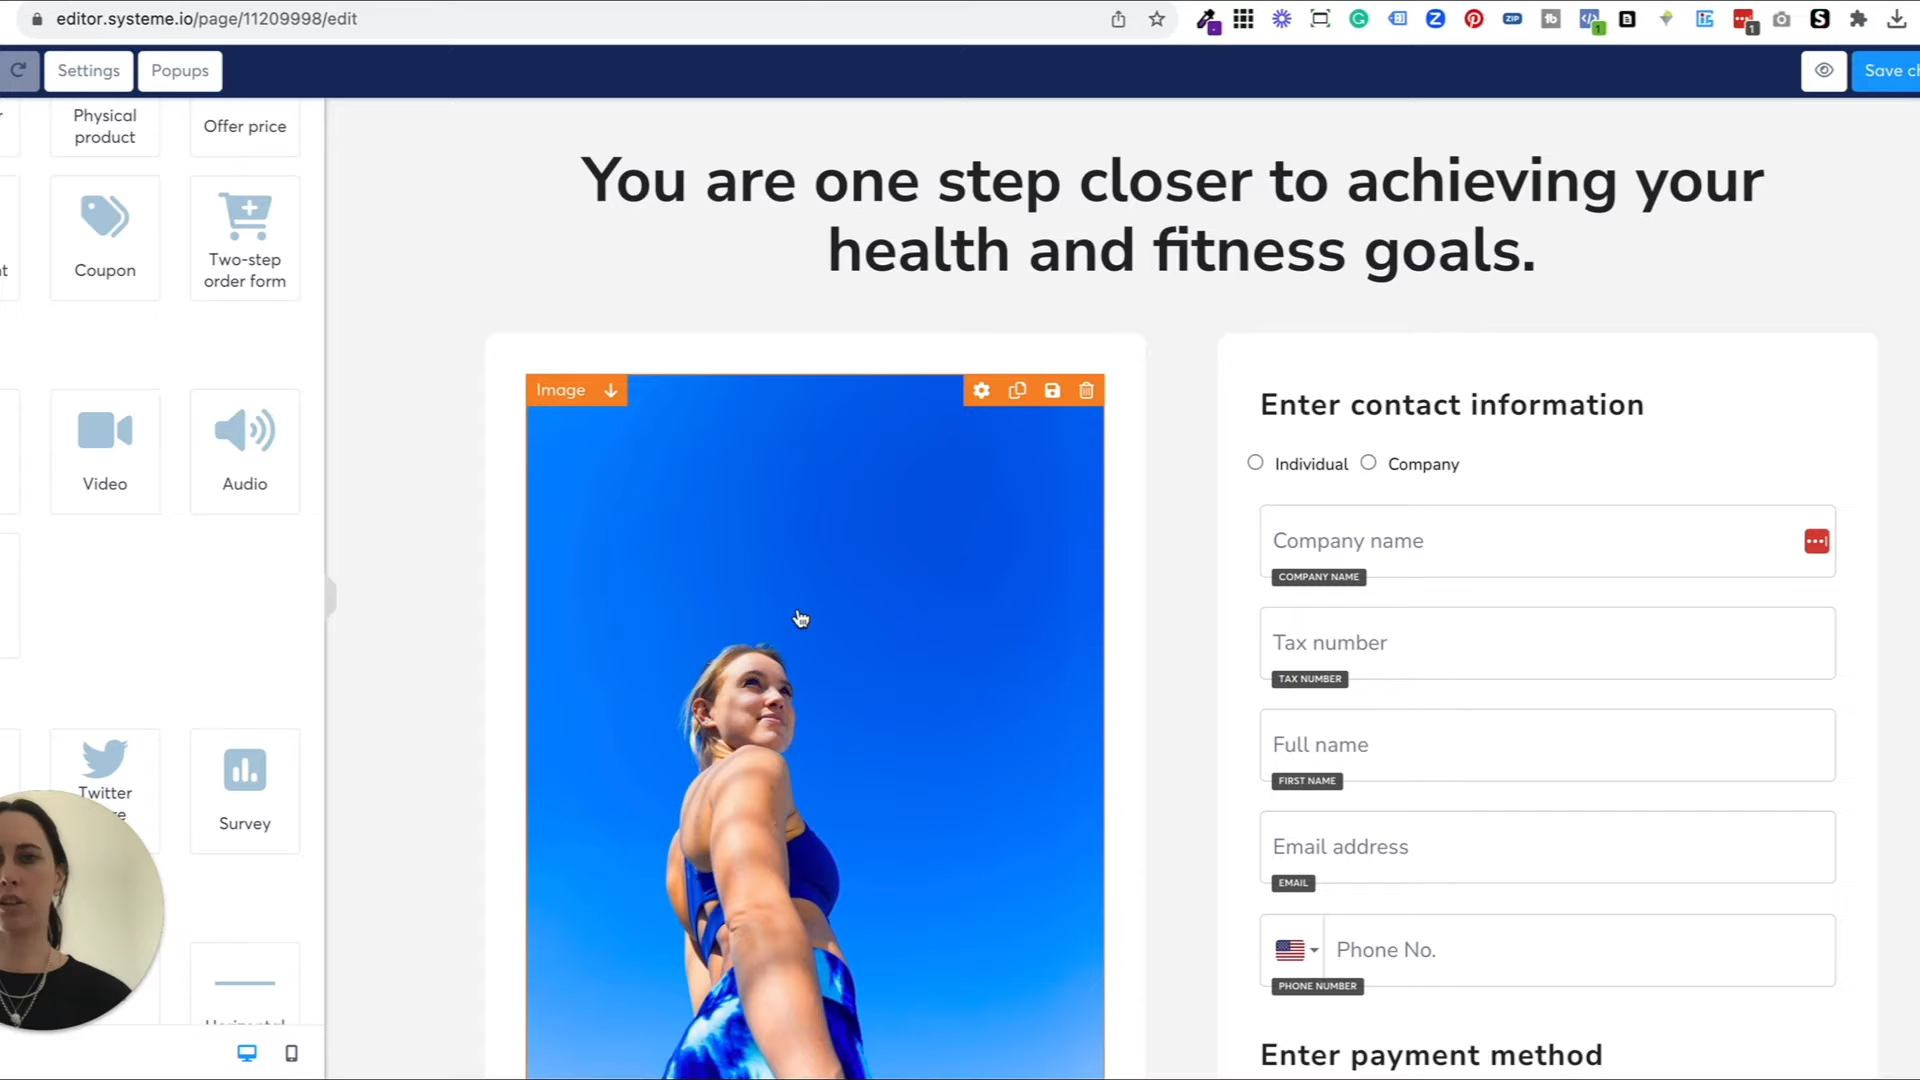 editor.systeme.io/page/11209998/edit
ZIP
1
1
Settings
Popups
Physical
product
Offer price
Coupon
Two-step
order form
Video
Audio
Twitter
Survey
You are one step closer to achieving your
health and fitness goals.
Image
Enter contact information
Individual
Company
Company name
COMPANY NAME
Tax number
TAX NUMBER
Full name
FIRST NAME
Email address
EMAIL
Phone No.
PHONE NUMBER
Enter payment method